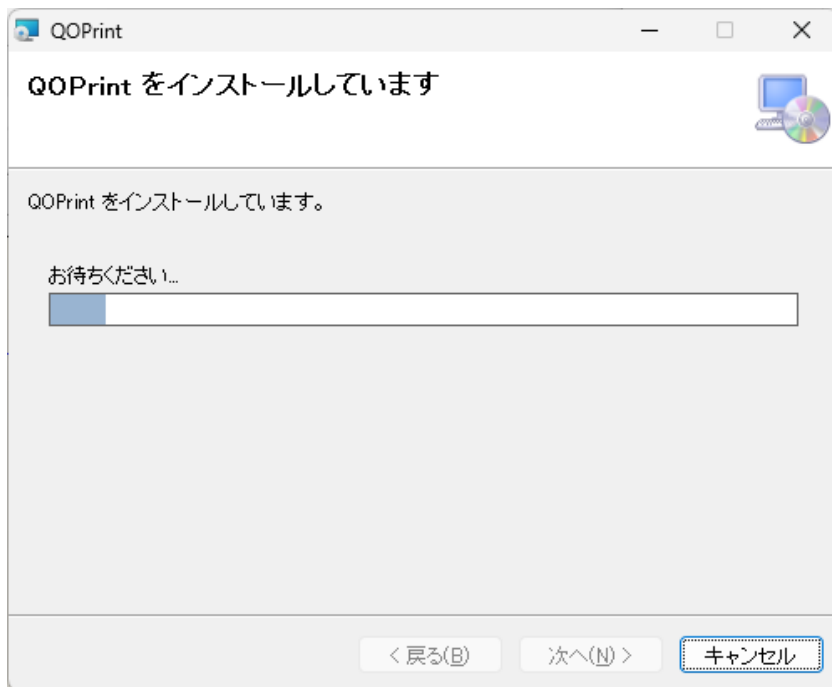 QOPrint
QOPrint をインストールしています
QOPrint をインストールしています。
お待ちください...
< 戻る(B)
次へ(N) >
キャンセル